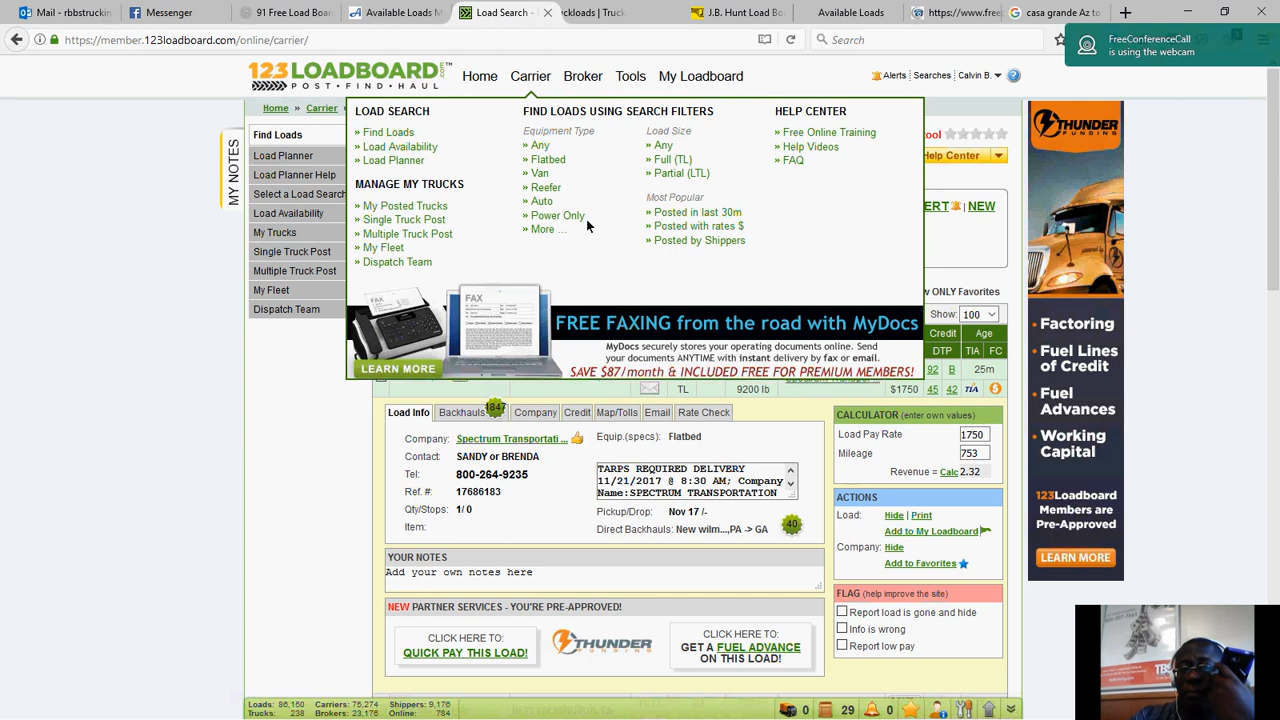 Mail - rbbstruckin
Messenger
91 Free Load Bo
Available Loads M
Load Search -
ckloads | Truck
J.B. Hunt Load Bo
Available Loads
https://www.free
casa grande Az to
https://member.123loadboard.com/online/carrier/
Search
FreeConferenceCall
is using the webcam
123LOADBOARD
POST · FIND · HAUL
Home Carrier Broker Tools My Loadboard
Alerts Searches Calvin B.
Home > Carrier
MY NOTES
Find Loads
Load Planner
Load Planner Help
Select a Load Search
Load Availability
My Trucks
Single Truck Post
Multiple Truck Post
My Fleet
Dispatch Team
LOAD SEARCH
» Find Loads
» Load Availability
» Load Planner
MANAGE MY TRUCKS
» My Posted Trucks
» Single Truck Post
» Multiple Truck Post
» My Fleet
» Dispatch Team
FIND LOADS USING SEARCH FILTERS
Equipment Type
» Any
» Flatbed
» Van
» Reefer
» Auto
» Power Only
» More ...
Load Size
» Any
» Full (TL)
» Partial (LTL)
Most Popular
» Posted in last 30m
» Posted with rates $
» Posted by Shippers
HELP CENTER
» Free Online Training
» Help Videos
» FAQ
FAX
FAX
LEARN MORE
FREE FAXING from the road with MyDocs
MyDocs securely stores your operating documents online. Send
your documents ANYTIME with instant delivery by fax or email.
SAVE $87/month & INCLUDED FREE FOR PREMIUM MEMBERS!
ool
Help Center
ERT NEW
w ONLY Favorites
Show: 100
Credit Age
DTP TIA FC
92 B 25m
TL 9200 lb $1750 45 42 TIA
Load Info Backhauls 1847 Company Credit Map/Tolls Email Rate Check
Company: Spectrum Transportati ...
Contact SANDY or BRENDA
Tel: 800-264-9235
Ref. #: 17686183
Qty/Stops: 1/ 0
Item:
Equip.(specs): Flatbed
TARPS REQUIRED DELIVERY
11/21/2017 @ 8:30 AM; Company
Name:SPECTRUM TRANSPORTATION
Pickup/Drop: Nov 17 /-
Direct Backhauls: New wilm...,PA -> GA 40
YOUR NOTES
Add your own notes here
NEW PARTNER SERVICES - YOU'RE PRE-APPROVED!
CLICK HERE TO:
QUICK PAY THIS LOAD!
THUNDER
FUNDING
CLICK HERE TO:
GET A FUEL ADVANCE
ON THIS LOAD!
CALCULATOR (enter own values)
Load Pay Rate 1750
Mileage 753
Revenue = Calc 2.32
ACTIONS
Load: Hide | Print
Add to My Loadboard
Company: Hide
Add to Favorites
FLAG (help improve the site)
Report load is gone and hide
Info is wrong
Report low pay
THUNDER
FUNDING
• Factoring
• Fuel Lines
of Credit
• Fuel
Advances
• Working
Capital
123LOADBOARD
Members are
Pre-Approved
LEARN MORE
Loads: 86,160 Carriers: 75,274 Shippers: 9,176
Trucks: 238 Brokers: 23,176 Online: 784
0 29 0